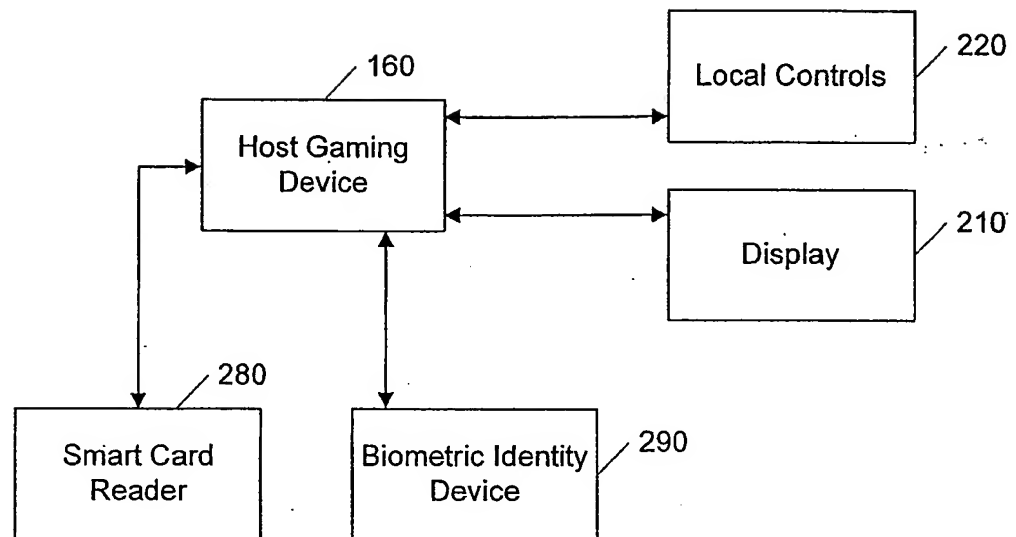 220
Local Controls
160
Host Gaming
Device
210
Display
280
Smart Card
Reader
290
Biometric Identity
Device